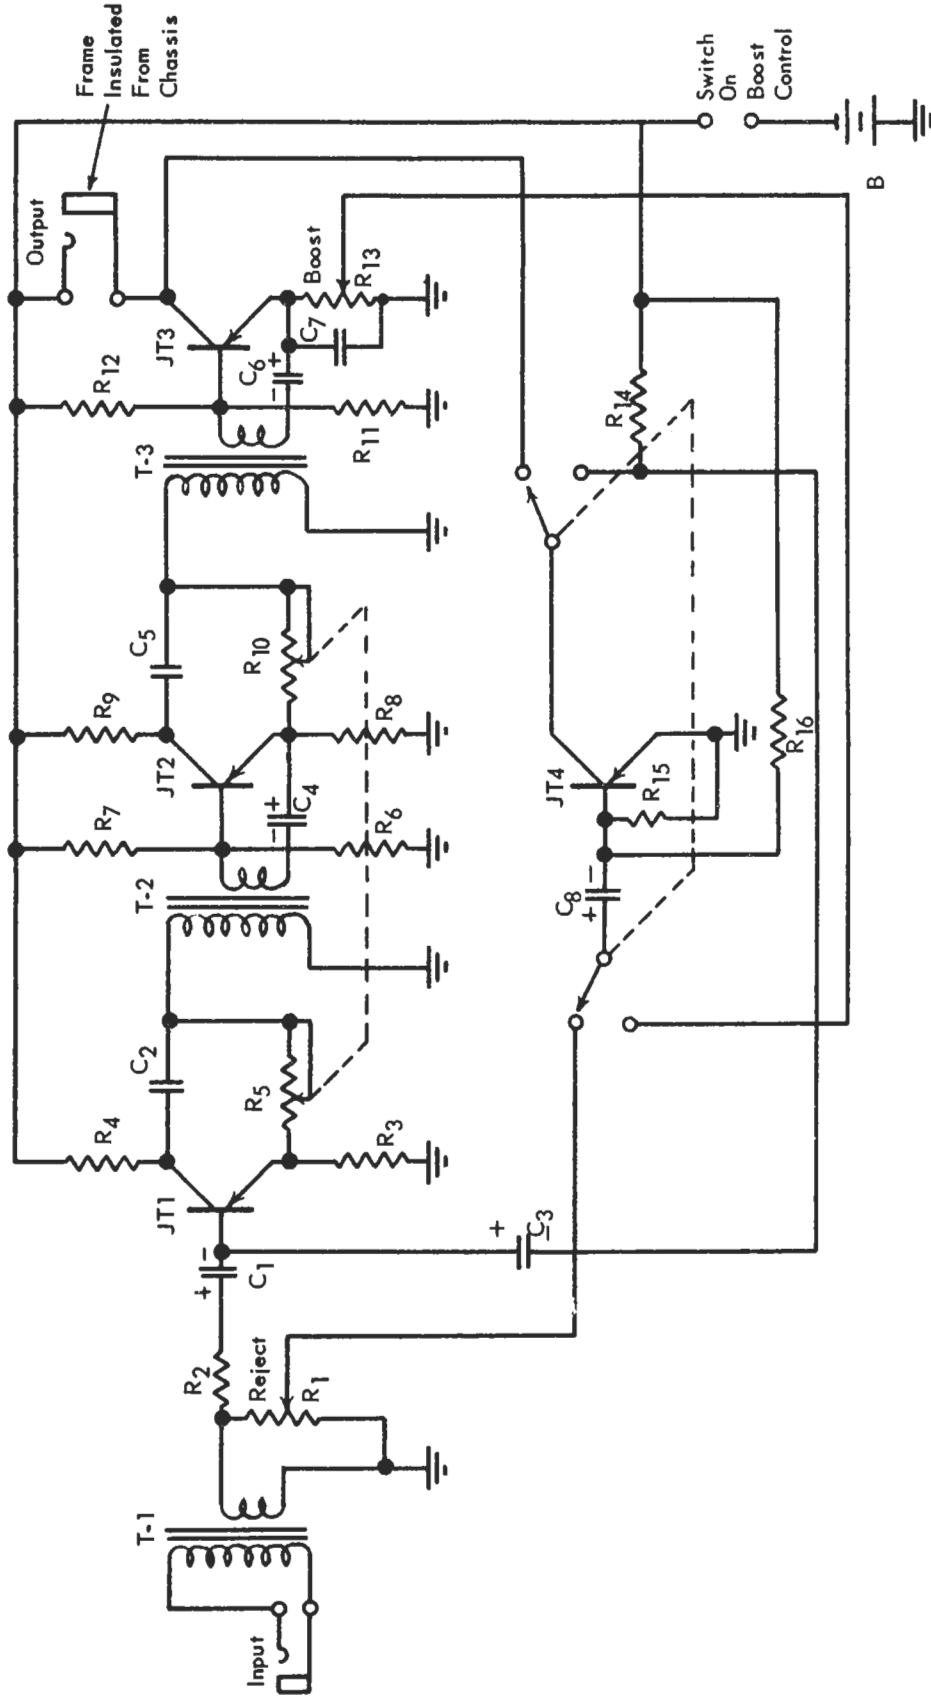 Frame
Insulated
From
Chassis
Output
R12
JT3
C6
+
−
C7
Boost
R13
R11
T-3
C5
R9
R10
JT2
R7
R8
C4
+
−
R6
T-2
C2
R4
R5
JT1
R3
−
+
C1
+
C3
−
R2
Reject
R1
T-1
Input
R14
JT4
R15
R16
C8
+
−
Switch
On
Boost
Control
B